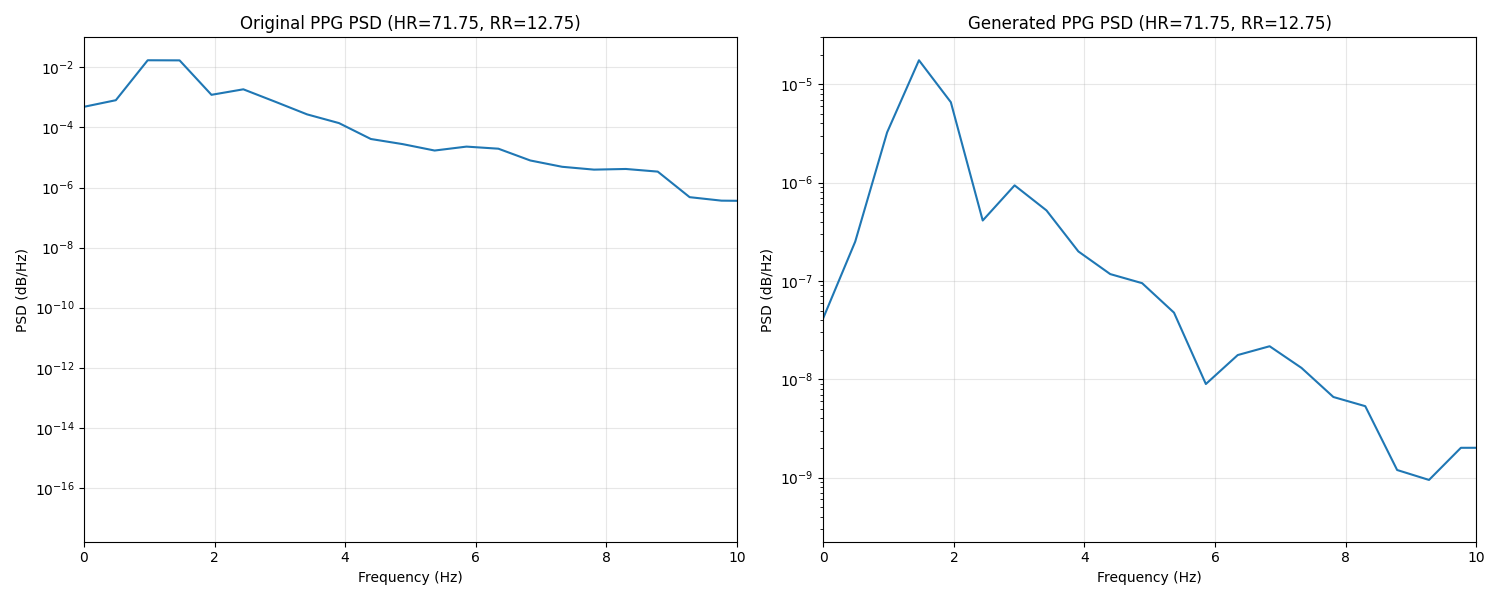 Original PPG PSD (HR=71.75, RR=12.75)
PSD (dB/Hz)
10⁻²
10⁻⁴
10⁻⁶
10⁻⁸
10⁻¹⁰
10⁻¹²
10⁻¹⁴
10⁻¹⁶
0 2 4 6 8 10
Frequency (Hz)
Generated PPG PSD (HR=71.75, RR=12.75)
PSD (dB/Hz)
10⁻⁵
10⁻⁶
10⁻⁷
10⁻⁸
10⁻⁹
0 2 4 6 8 10
Frequency (Hz)